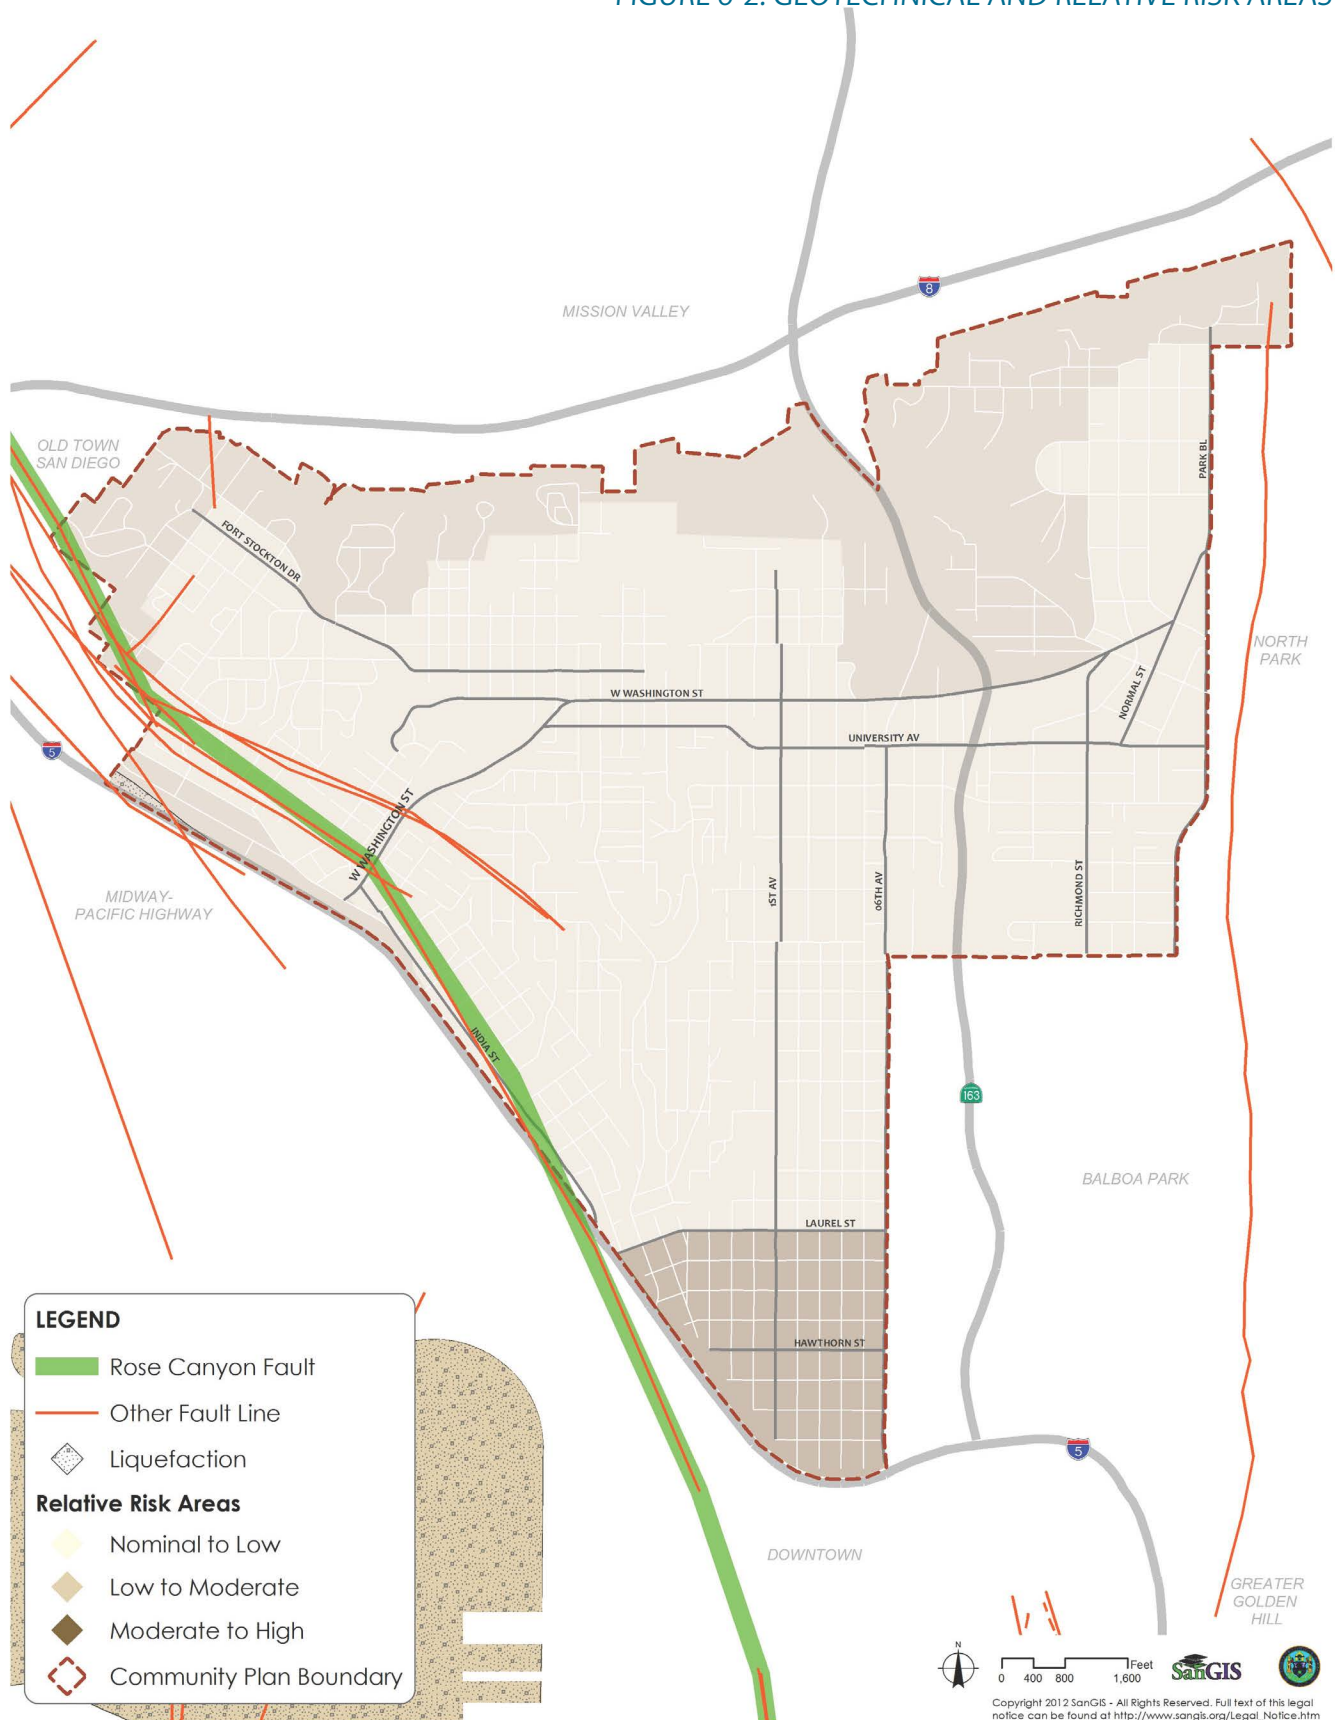 FIGURE 6-2: GEOTECHNICAL AND RELATIVE RISK AREAS
8
MISSION VALLEY
OLD TOWN
SAN DIEGO
PARK BL
FORT STOCKTON DR
NORTH
PARK
NORMAL ST
W WASHINGTON ST
UNIVERSITY AV
5
W WASHINGTON ST
MIDWAY-
PACIFIC HIGHWAY
1ST AV
06TH AV
RICHMOND ST
INDIA ST
163
BALBOA PARK
LAUREL ST
HAWTHORN ST
5
DOWNTOWN
GREATER
GOLDEN
HILL
LEGEND
Rose Canyon Fault
Other Fault Line
Liquefaction
Relative Risk Areas
Nominal to Low
Low to Moderate
Moderate to High
Community Plan Boundary
N
Feet
0 400 800 1,600
SanGIS
Copyright 2012 SanGIS - All Rights Reserved. Full text of this legal
notice can be found at http://www.sangis.org/Legal_Notice.htm